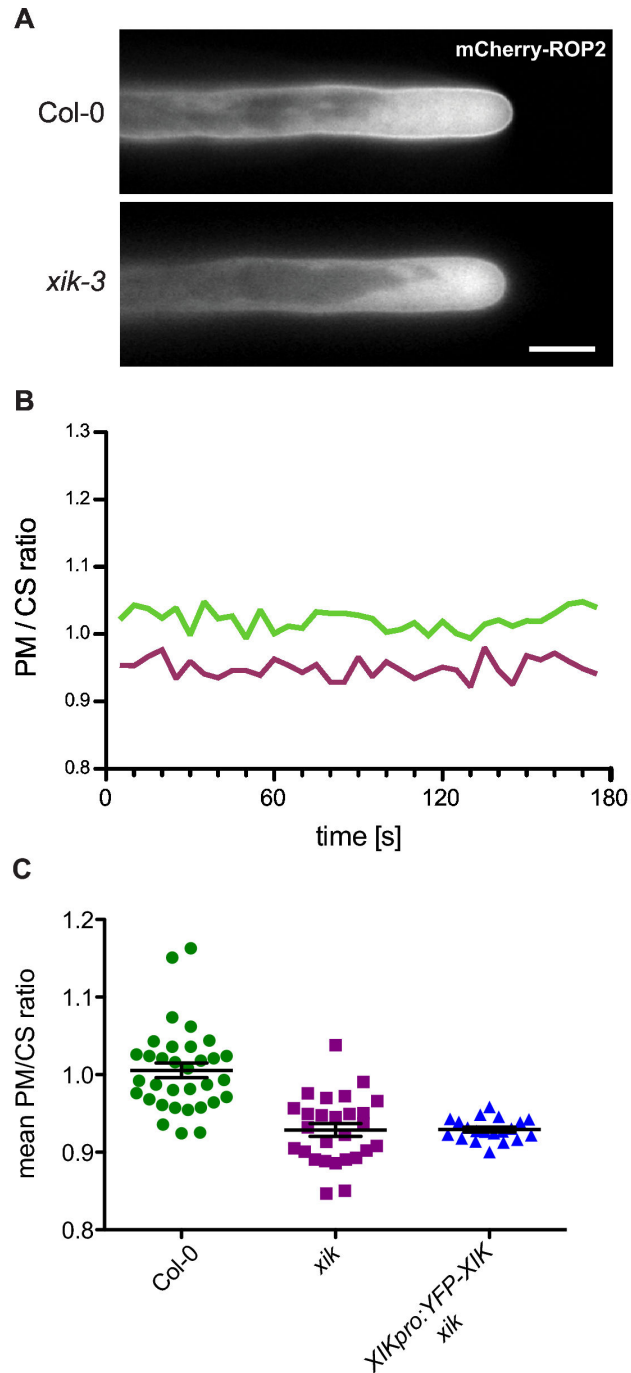 A
mCherry-ROP2
Col-0
xik-3
B
1.3
1.2
1.1
1.0
0.9
0.8
PM / CS ratio
0 60 120 180
time [s]
C
1.2
1.1
1.0
0.9
0.8
mean PM/CS ratio
Col-0
xik
XIKpro:YFP-XIK
xik